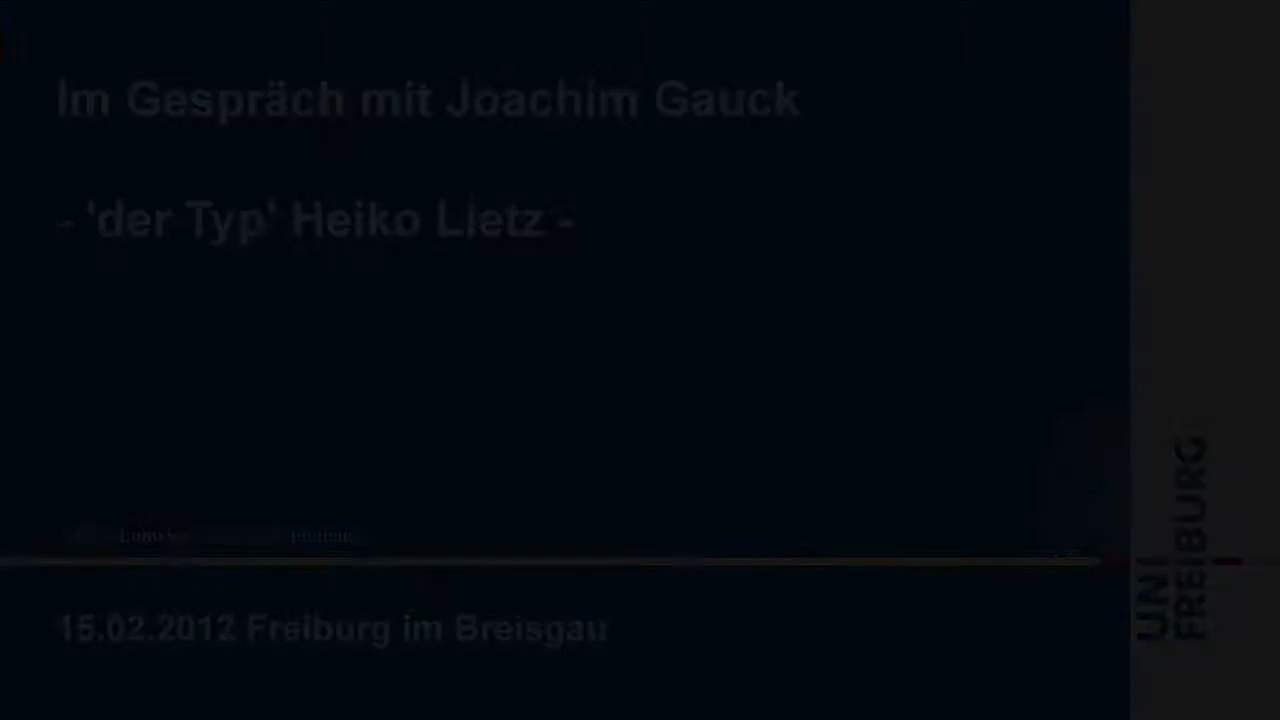 Im Gespräch mit Joachim Gauck
- 'der Typ' Heiko Lietz -
15.02.2012 Freiburg im Breisgau
UNI
FREIBURG